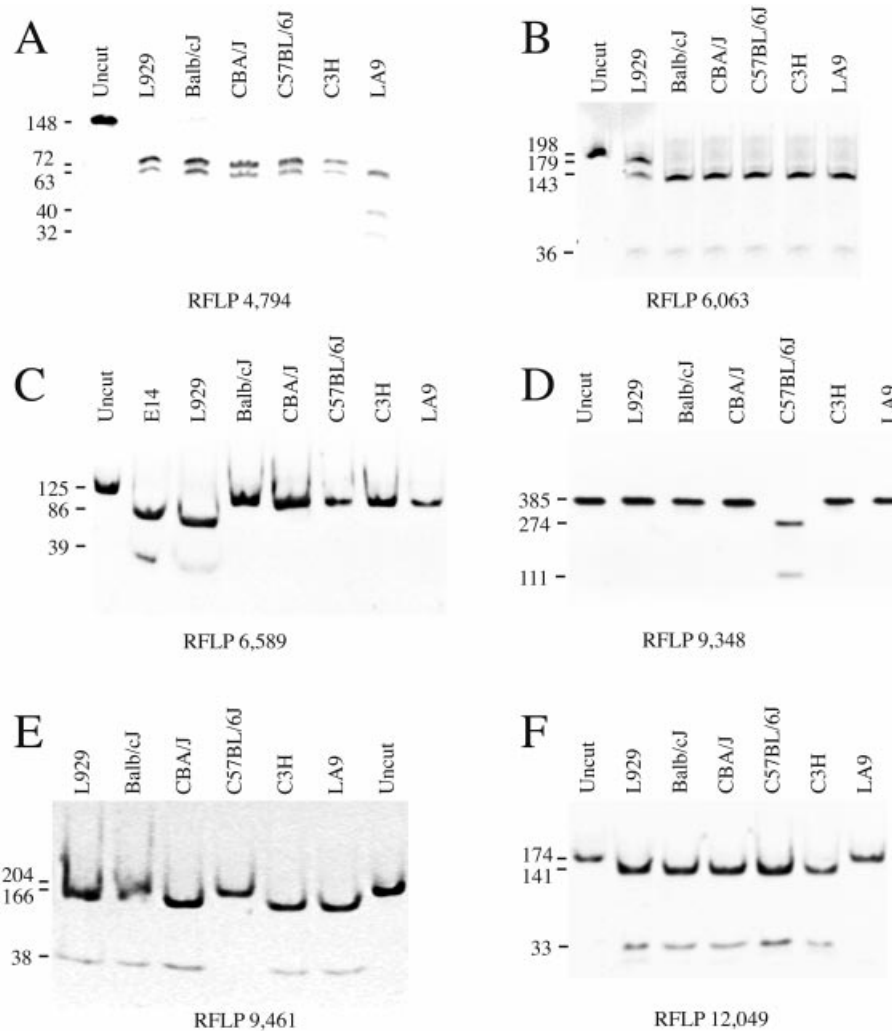 A
Uncut L929 Balb/cJ CBA/J C57BL/6J C3H LA9
148
72
63
40
32
RFLP 4,794
B
Uncut L929 Balb/cJ CBA/J C57BL/6J C3H LA9
198
179
143
36
RFLP 6,063
C
Uncut E14 L929 Balb/cJ CBA/J C57BL/6J C3H LA9
125
86
39
RFLP 6,589
D
Uncut L929 Balb/cJ CBA/J C57BL/6J C3H LA9
385
274
111
RFLP 9,348
E
L929 Balb/cJ CBA/J C57BL/6J C3H LA9 Uncut
204
166
38
RFLP 9,461
F
Uncut L929 Balb/cJ CBA/J C57BL/6J C3H LA9
174
141
33
RFLP 12,049